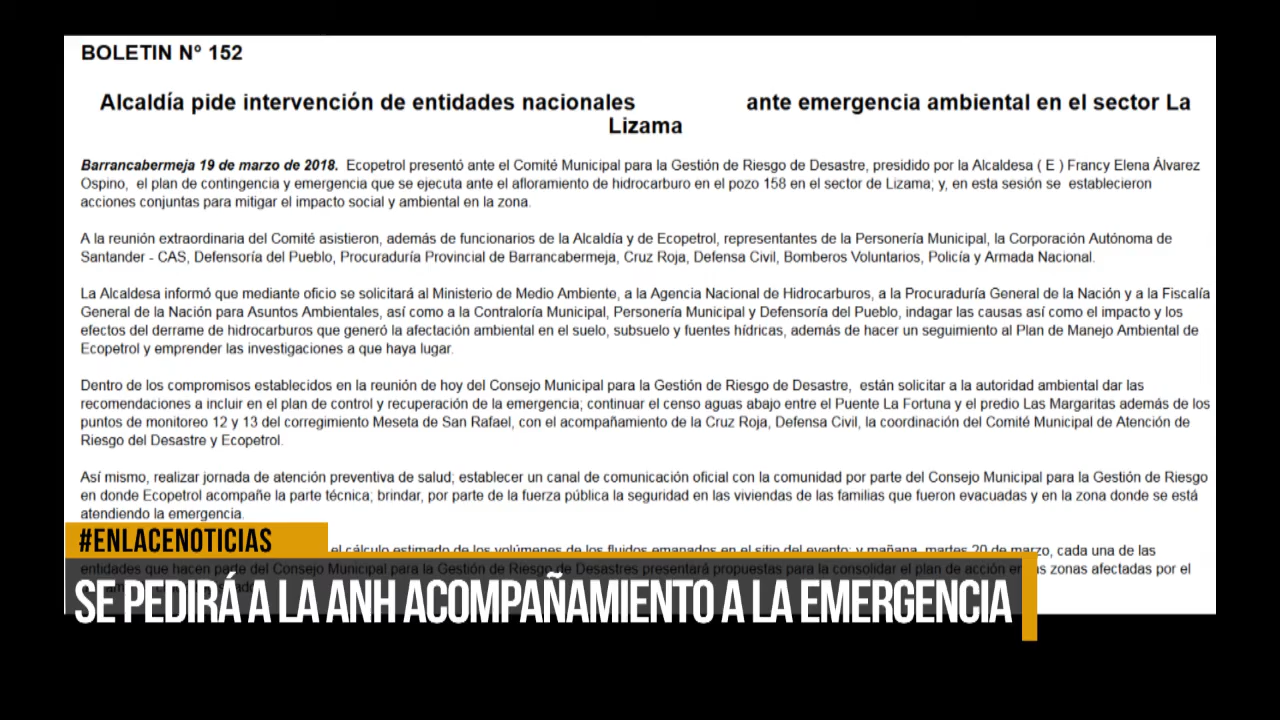 BOLETIN N° 152
Alcaldía pide intervención de entidades nacionales ante emergencia ambiental en el sector La
Lizama
Barrancabermeja 19 de marzo de 2018. Ecopetrol presentó ante el Comité Municipal para la Gestión de Riesgo de Desastre, presidido por la Alcaldesa ( E ) Francy Elena Álvarez
Ospino, el plan de contingencia y emergencia que se ejecuta ante el afloramiento de hidrocarburo en el pozo 158 en el sector de Lizama; y, en esta sesión se establecieron
acciones conjuntas para mitigar el impacto social y ambiental en la zona.
A la reunión extraordinaria del Comité asistieron, además de funcionarios de la Alcaldía y de Ecopetrol, representantes de la Personería Municipal, la Corporación Autónoma de
Santander - CAS, Defensoría del Pueblo, Procuraduría Provincial de Barrancabermeja, Cruz Roja, Defensa Civil, Bomberos Voluntarios, Policía y Armada Nacional.
La Alcaldesa informó que mediante oficio se solicitará al Ministerio de Medio Ambiente, a la Agencia Nacional de Hidrocarburos, a la Procuraduría General de la Nación y a la Fiscalía
General de la Nación para Asuntos Ambientales, así como a la Contraloría Municipal, Personería Municipal y Defensoría del Pueblo, indagar las causas así como el impacto y los
efectos del derrame de hidrocarburos que generó la afectación ambiental en el suelo, subsuelo y fuentes hídricas, además de hacer un seguimiento al Plan de Manejo Ambiental de
Ecopetrol y emprender las investigaciones a que haya lugar.
Dentro de los compromisos establecidos en la reunión de hoy del Consejo Municipal para la Gestión de Riesgo de Desastre, están solicitar a la autoridad ambiental dar las
recomendaciones a incluir en el plan de control y recuperación de la emergencia; continuar el censo aguas abajo entre el Puente La Fortuna y el predio Las Margaritas además de los
puntos de monitoreo 12 y 13 del corregimiento Meseta de San Rafael, con el acompañamiento de la Cruz Roja, Defensa Civil, la coordinación del Comité Municipal de Atención de
Riesgo del Desastre y Ecopetrol.
Así mismo, realizar jornada de atención preventiva de salud; establecer un canal de comunicación oficial con la comunidad por parte del Consejo Municipal para la Gestión de Riesgo
en donde Ecopetrol acompañe la parte técnica; brindar, por parte de la fuerza pública la seguridad en las viviendas de las familias que fueron evacuadas y en la zona donde se está
atendiendo la emergencia.
#ENLACENOTICIAS
el cálculo estimado de los volúmenes de los fluidos emanados en el sitio del evento; y mañana, martes 20 de marzo, cada una de las
entidades que hacen parte del Consejo Municipal para la Gestión de Riesgo de Desastres presentará propuestas para la consolidar el plan de acción en zonas afectadas por el
SE PEDIRÁ A LA ANH ACOMPAÑAMIENTO A LA EMERGENCIA